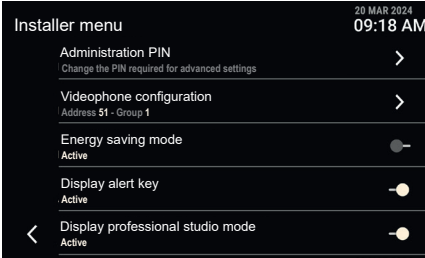 20 MAR 2024
Installer menu
09:18 AM
Administration PIN
Change the PIN required for advanced settings
Videophone configuration
Address 51 - Group 1
Energy saving mode
Active
Display alert key
Active
Display professional studio mode
Active